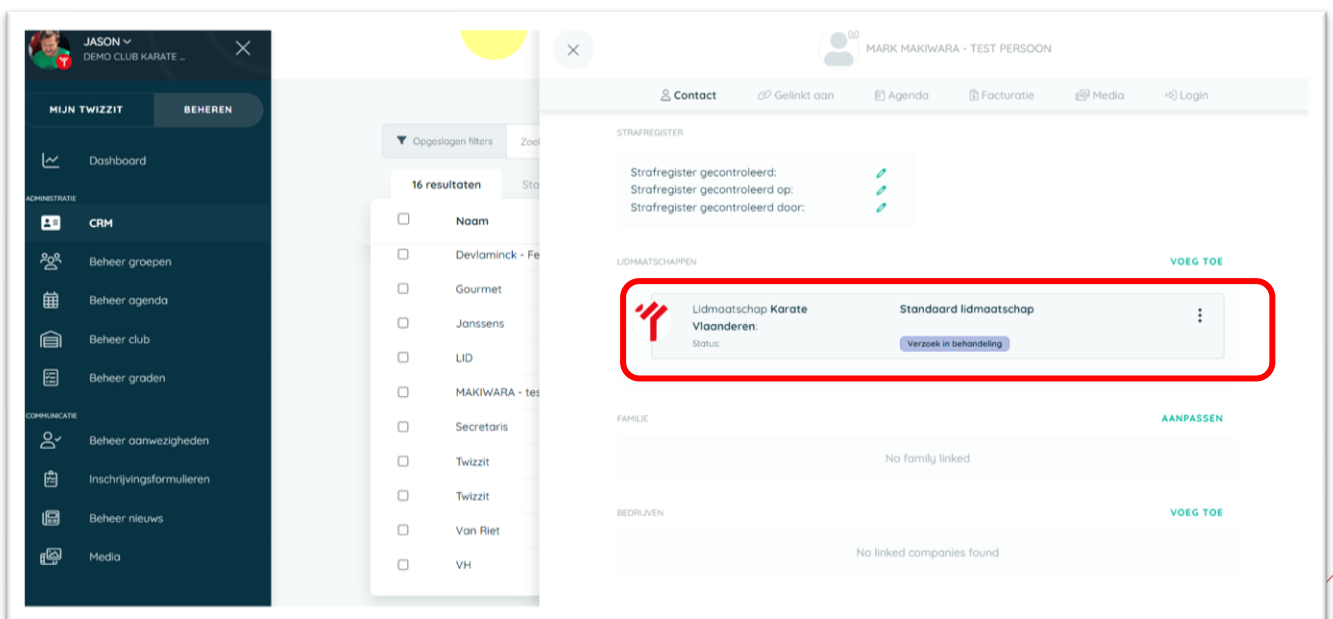 JASON
DEMO CLUB KARATE ...
MIJN TWIZZIT
BEHEREN
Dashboard
ADMINISTRATIE
CRM
Beheer groepen
Beheer agenda
Beheer club
Beheer graden
COMMUNICATIE
Beheer aanwezigheden
Inschrijvingsformulieren
Beheer nieuws
Media
Opgeslagen filters
Zoe
16 resultaten
Sta
Naam
Devlaminck - Fe
Gourmet
Janssens
LID
MAKIWARA - tes
Secretaris
Twizzit
Twizzit
Van Riet
VH
MARK MAKIWARA - TEST PERSOON
Contact
Gelinkt aan
Agenda
Facturatie
Media
Login
STRAFREGISTER
Strafregister gecontroleerd:
Strafregister gecontroleerd op:
Strafregister gecontroleerd door:
LIDMAATSCHAPPEN
VOEG TOE
Lidmaatschap Karate
Vlaanderen:
Standaard lidmaatschap
Status:
Verzoek in behandeling
FAMILIE
AANPASSEN
No family linked
BEDRIJVEN
VOEG TOE
No linked companies found